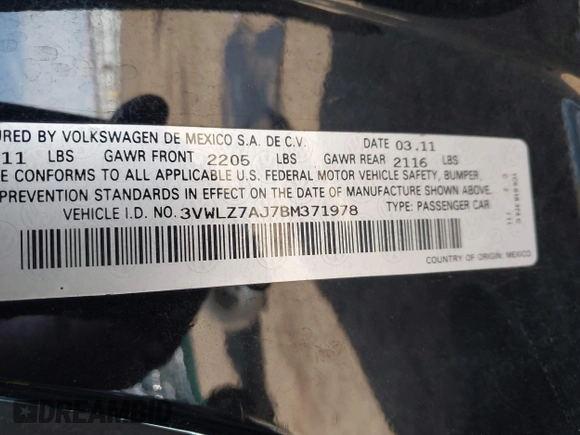 URED BY VOLKSWAGEN DE MEXICO S.A. DE C.V. DATE 03.11
11 LBS GAWR FRONT 2205 LBS GAWR REAR 2116 LBS
E CONFORMS TO ALL APPLICABLE U.S. FEDERAL MOTOR VEHICLE SAFETY, BUMPER,
PREVENTION STANDARDS IN EFFECT ON THE DATE OF MANUFACTURE SHOWN ABOVE.
VEHICLE I.D. NO. 3VWLZ7AJ7BM371978 TYPE: PASSENGER CAR
COUNTRY OF ORIGIN: MEXICO
DREAMBID